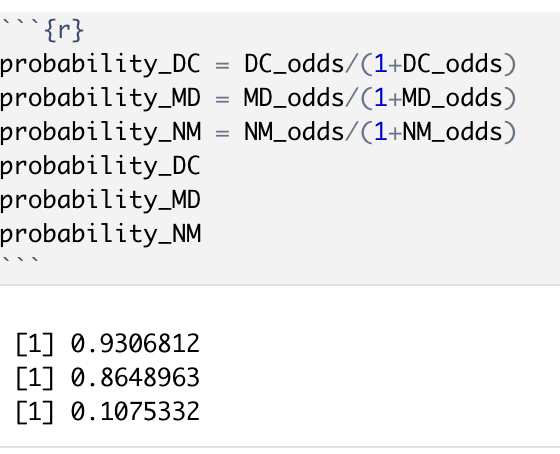 ```{r}
probability_DC = DC_odds/(1+DC_odds)
probability_MD = MD_odds/(1+MD_odds)
probability_NM = NM_odds/(1+NM_odds)
probability_DC
probability_MD
probability_NM
```
[1] 0.9306812
[1] 0.8648963
[1] 0.1075332